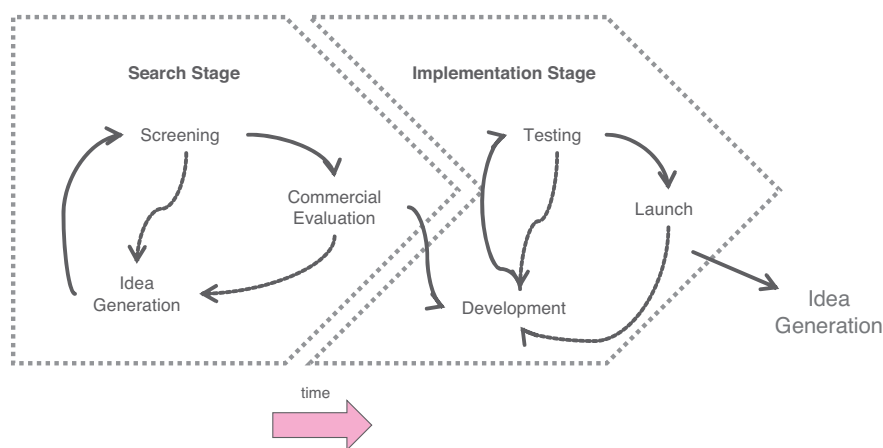 Search Stage
Implementation Stage
Screening
Testing
Commercial
Evaluation
Launch
Idea
Generation
Development
Idea
Generation
time